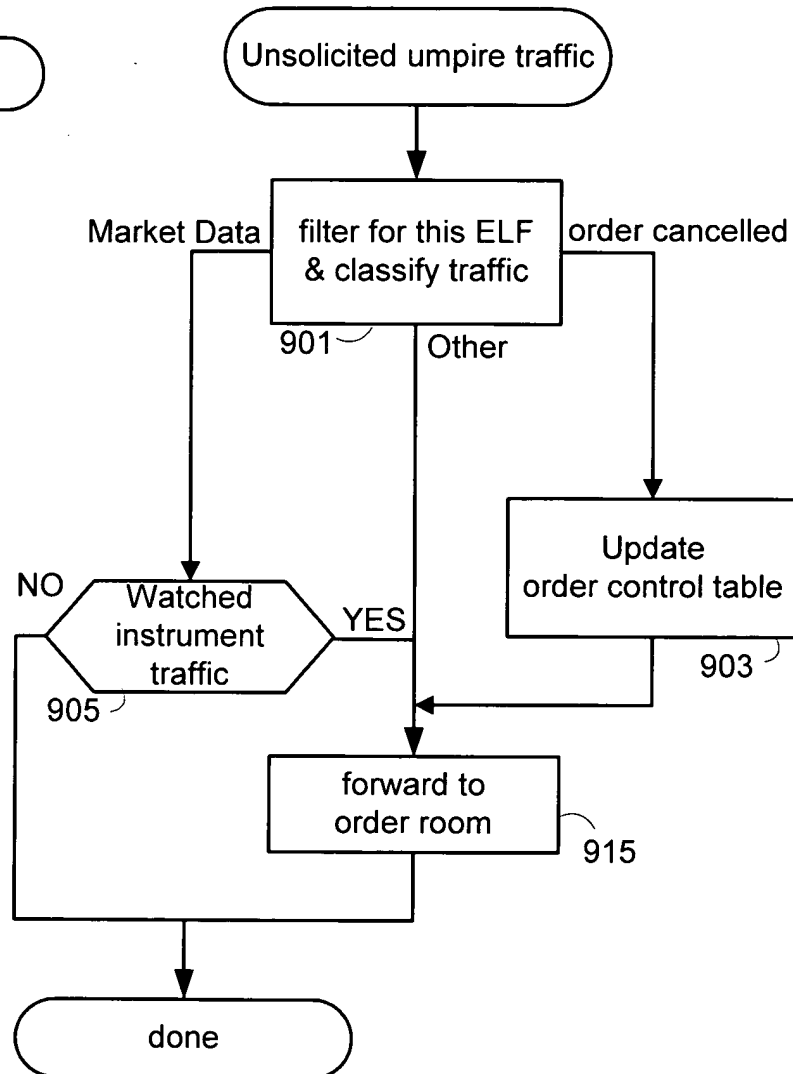 Unsolicited umpire traffic
Market Data
filter for this ELF
& classify traffic
order cancelled
901
Other
NO
Watched
instrument
traffic
YES
905
Update
order control table
903
forward to
order room
915
done